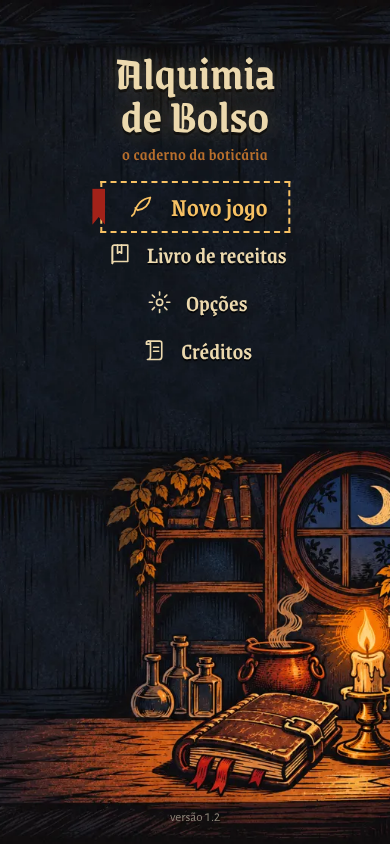 Alquimia
de Bolso
o caderno da boticária
Novo jogo
Livro de receitas
Opções
Créditos
versão 1.2